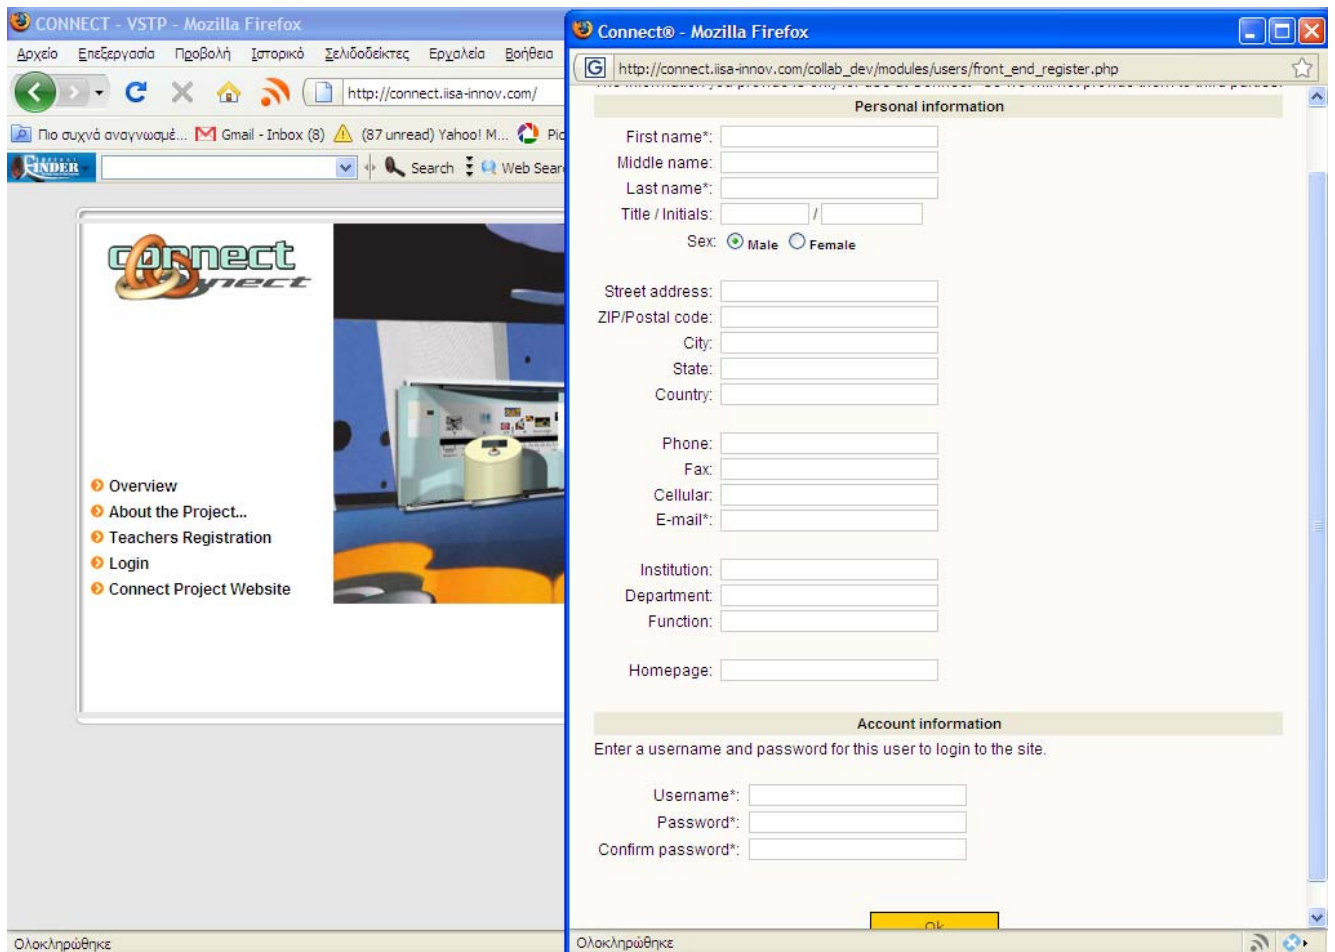 CONNECT - VSTP - Mozilla Firefox
Αρχείο Επεξεργασία Προβολή Ιστορικό Σελιδοδείκτες Εργαλεία Βοήθεια
http://connect.iisa-innov.com/
Πιο συχνά αναγνωσμέ... Gmail - Inbox (8) (87 unread) Yahoo! M... Pic
FINDER Search Web Sear
connect
Overview
About the Project...
Teachers Registration
Login
Connect Project Website
Ολοκληρώθηκε
Connect® - Mozilla Firefox
http://connect.iisa-innov.com/collab_dev/modules/users/front_end_register.php
Personal information
First name*:
Middle name:
Last name*:
Title / Initials: /
Sex: Male Female
Street address:
ZIP/Postal code:
City:
State:
Country:
Phone:
Fax:
Cellular:
E-mail*:
Institution:
Department:
Function:
Homepage:
Account information
Enter a username and password for this user to login to the site.
Username*:
Password*:
Confirm password*:
Ok
Ολοκληρώθηκε